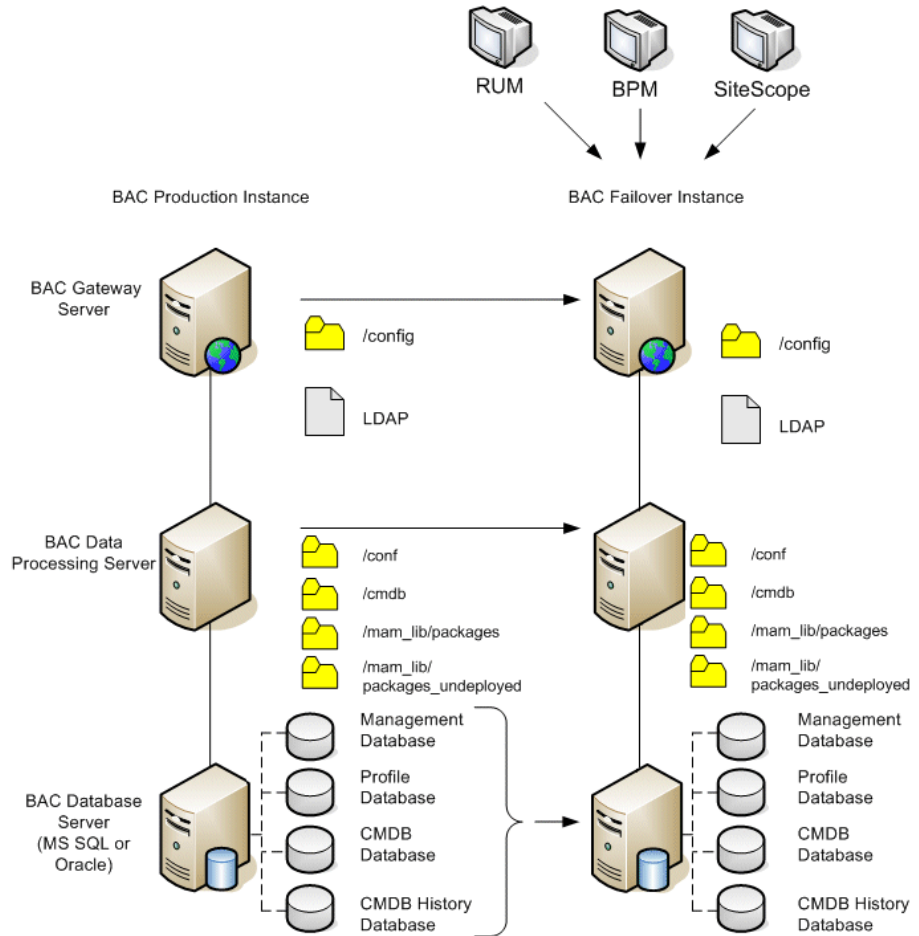 RUM
BPM
SiteScope
BAC Production Instance
BAC Failover Instance
BAC Gateway
Server
/config
LDAP
/config
LDAP
BAC Data
Processing Server
/conf
/cmdb
/mam_lib/packages
/mam_lib/
packages_undeployed
/conf
/cmdb
/mam_lib/packages
/mam_lib/
packages_undeployed
BAC Database
Server
(MS SQL or
Oracle)
Management
Database
Profile
Database
CMDB
Database
CMDB History
Database
Management
Database
Profile
Database
CMDB
Database
CMDB History
Database